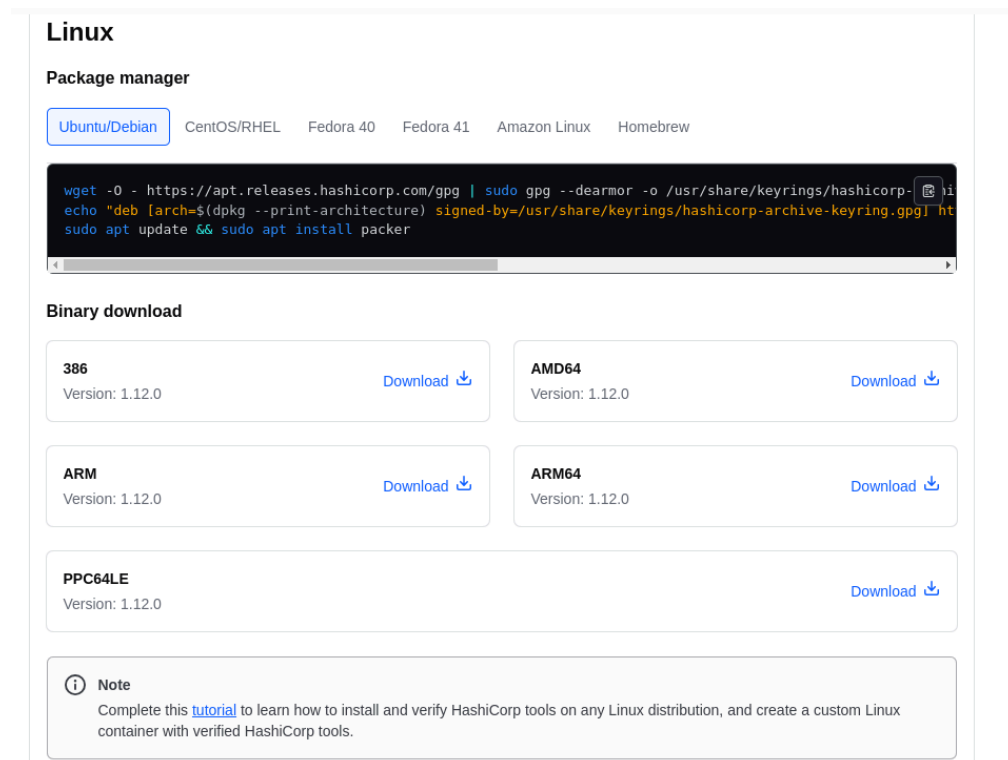 Linux
Package manager
Ubuntu/Debian CentOS/RHEL Fedora 40 Fedora 41 Amazon Linux Homebrew
wget -O - https://apt.releases.hashicorp.com/gpg | sudo gpg --dearmor -o /usr/share/keyrings/hashicorp-
echo "deb [arch=$(dpkg --print-architecture) signed-by=/usr/share/keyrings/hashicorp-archive-keyring.gpg] ht
sudo apt update && sudo apt install packer
Binary download
386
Version: 1.12.0
Download
AMD64
Version: 1.12.0
Download
ARM
Version: 1.12.0
Download
ARM64
Version: 1.12.0
Download
PPC64LE
Version: 1.12.0
Download
Note
Complete this tutorial to learn how to install and verify HashiCorp tools on any Linux distribution, and create a custom Linux
container with verified HashiCorp tools.